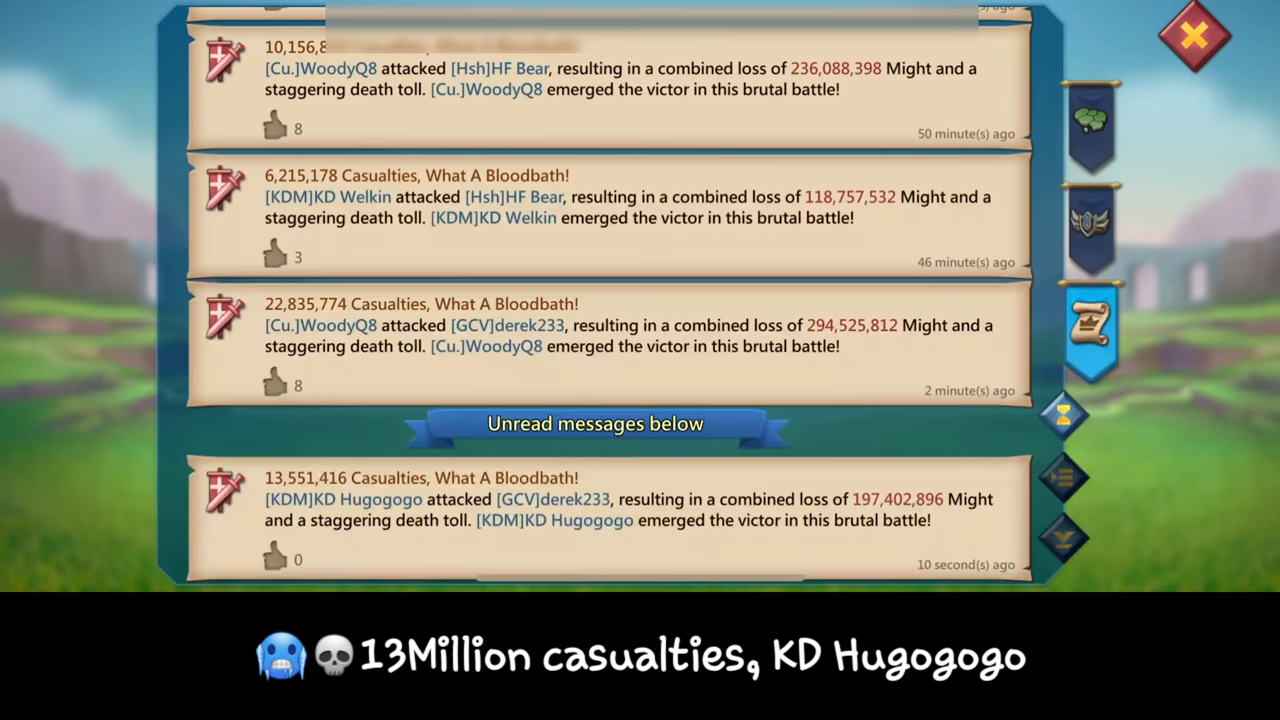 10,156,8
[Cu.]WoodyQ8 attacked [Hsh]HF Bear, resulting in a combined loss of 236,088,398 Might and a
staggering death toll. [Cu.]WoodyQ8 emerged the victor in this brutal battle!
8
50 minute(s) ago
6,215,178 Casualties, What A Bloodbath!
[KDM]KD Welkin attacked [Hsh]HF Bear, resulting in a combined loss of 118,757,532 Might and a
staggering death toll. [KDM]KD Welkin emerged the victor in this brutal battle!
3
46 minute(s) ago
22,835,774 Casualties, What A Bloodbath!
[Cu.]WoodyQ8 attacked [GCV]derek233, resulting in a combined loss of 294,525,812 Might and a
staggering death toll. [Cu.]WoodyQ8 emerged the victor in this brutal battle!
8
2 minute(s) ago
Unread messages below
13,551,416 Casualties, What A Bloodbath!
[KDM]KD Hugogogo attacked [GCV]derek233, resulting in a combined loss of 197,402,896 Might
and a staggering death toll. [KDM]KD Hugogogo emerged the victor in this brutal battle!
0
10 second(s) ago
🥶💀13Million casualties, KD Hugogogo